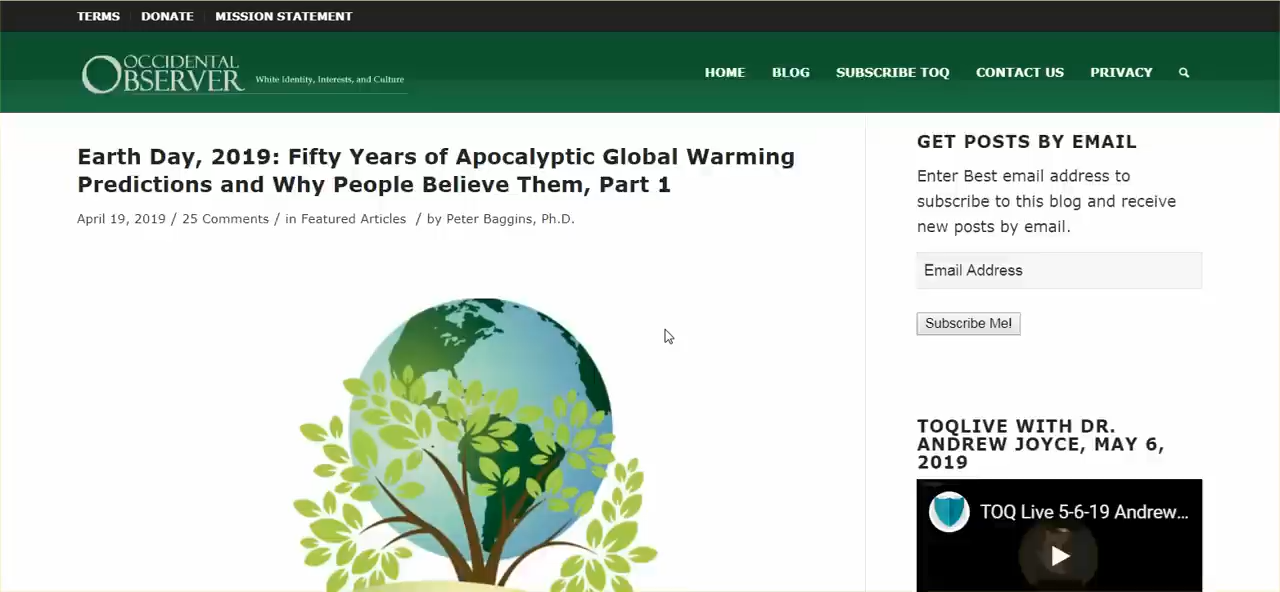 TERMS DONATE MISSION STATEMENT
OCCIDENTAL
OBSERVER White Identity, Interests, and Culture
HOME BLOG SUBSCRIBE TOQ CONTACT US PRIVACY
Earth Day, 2019: Fifty Years of Apocalyptic Global Warming
Predictions and Why People Believe Them, Part 1
April 19, 2019 / 25 Comments / in Featured Articles / by Peter Baggins, Ph.D.
GET POSTS BY EMAIL
Enter Best email address to
subscribe to this blog and receive
new posts by email.
Email Address
Subscribe Me!
TOQLIVE WITH DR.
ANDREW JOYCE, MAY 6,
2019
TOQ Live 5-6-19 Andrew...